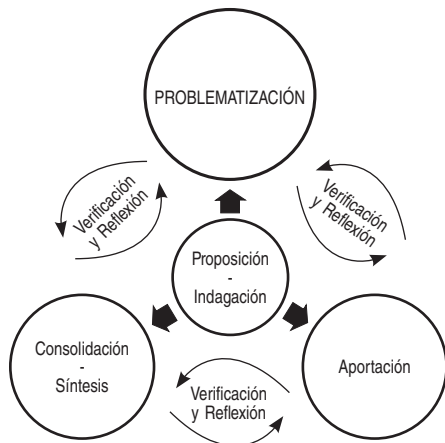 PROBLEMATIZACIÓN
Verificación
y Reflexión
Verificación
y Reflexión
Proposición
-
Indagación
Consolidación
-
Síntesis
Verificación
y Reflexión
Aportación